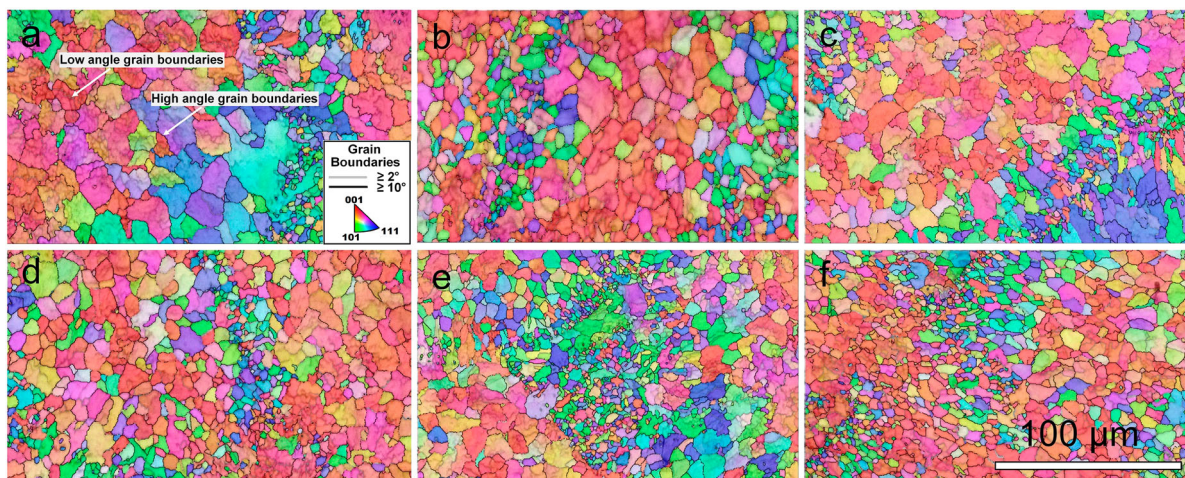 a
Low angle grain boundaries
High angle grain boundaries
Grain
Boundaries
≥ 2°
≥ 10°
001
101
111
b
c
d
e
f
100 µm